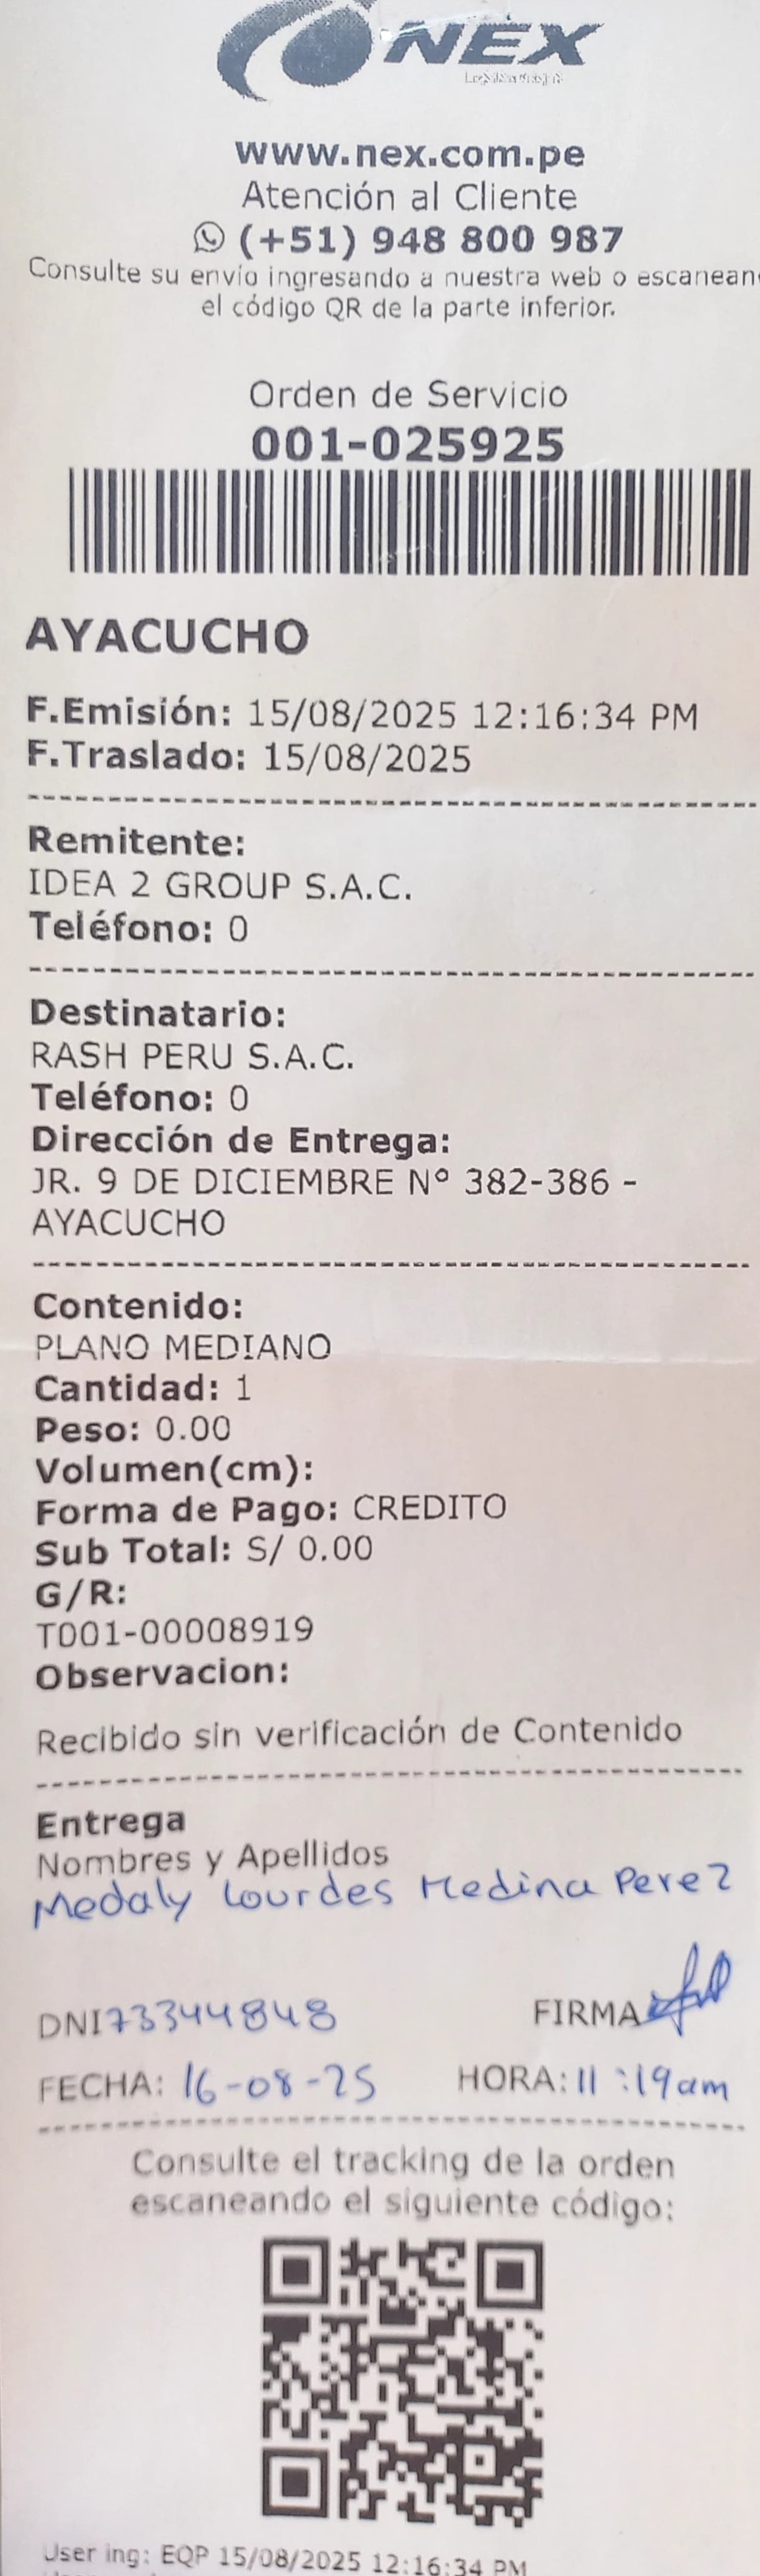 NEX
www.nex.com.pe
Atención al Cliente
(+51) 948 800 987
Consulte su envío ingresando a nuestra web o escanean
el código QR de la parte inferior.
Orden de Servicio
001-025925
AYACUCHO
F.Emisión: 15/08/2025 12:16:34 PM
F.Traslado: 15/08/2025
Remitente:
IDEA 2 GROUP S.A.C.
Teléfono: 0
Destinatario:
RASH PERU S.A.C.
Teléfono: 0
Dirección de Entrega:
JR. 9 DE DICIEMBRE Nº 382-386 -
AYACUCHO
Contenido:
PLANO MEDIANO
Cantidad: 1
Peso: 0.00
Volumen(cm):
Forma de Pago: CREDITO
Sub Total: S/ 0.00
G/R:
T001-00008919
Observacion:
Recibido sin verificación de Contenido
Entrega
Nombres y Apellidos
Medaly Lourdes Medina Perez
DNI 73344848 FIRMA
FECHA: 16-08-25 HORA: 11:19am
Consulte el tracking de la orden
escaneando el siguiente código:
User ing: EQP 15/08/2025 12:16:34 PM